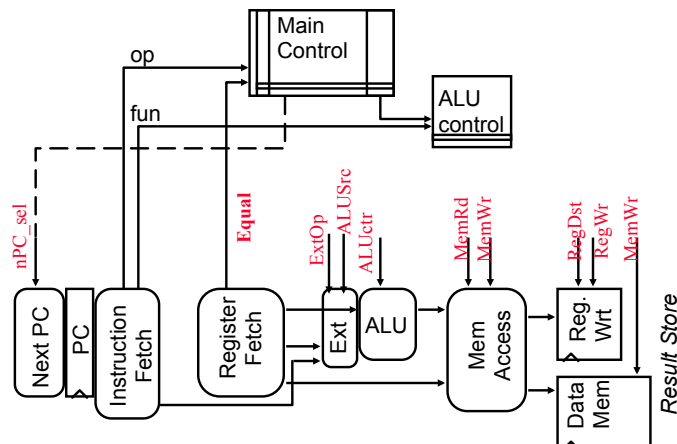 Main
Control
op
ALU
control
fun
nPC_sel
Equal
ExtOp
ALUSrc
ALUctr
MemRd
MemWr
RegDst
RegWr
MemWr
Next PC
PC
Instruction
Fetch
Register
Fetch
Ext
ALU
Mem
Access
Reg.
Wrt
Data
Mem
Result Store